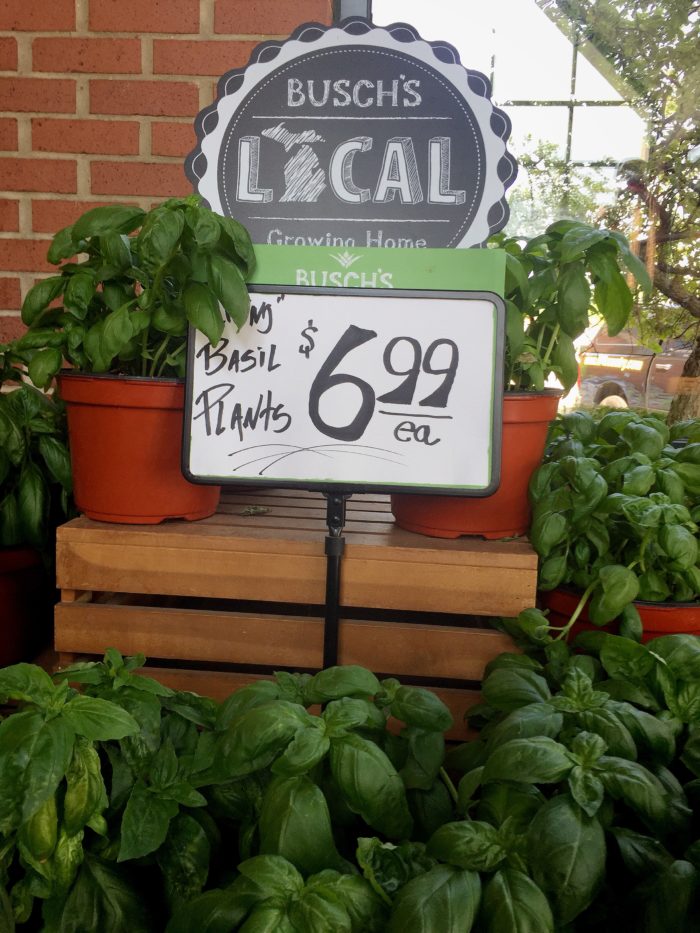 BUSCH'S
LOCAL
Growing Home
BUSCH'S
BASIL
PLANTS
$6.99
ea